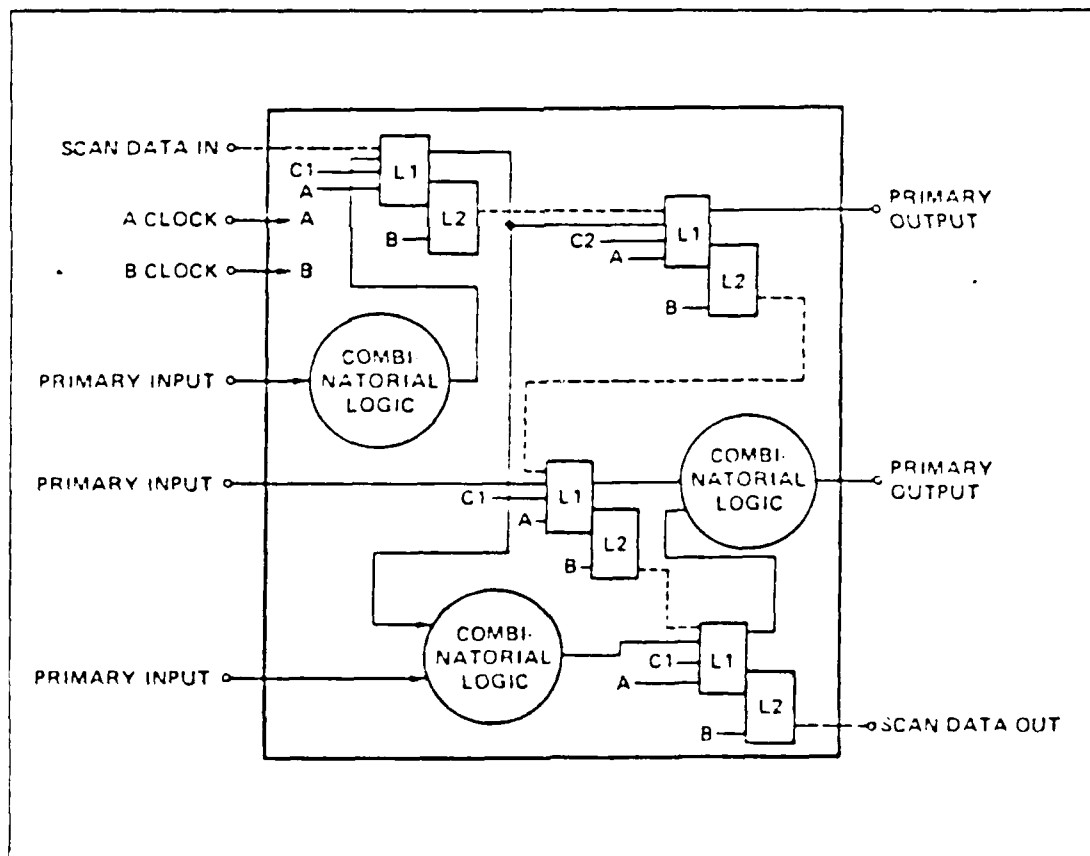 SCAN DATA IN
C1
A
L1
L2
B
A CLOCK
A
B CLOCK
B
C2
A
L1
L2
B
PRIMARY
OUTPUT
PRIMARY INPUT
COMBI-
NATORIAL
LOGIC
PRIMARY INPUT
C1
A
L1
L2
B
COMBI-
NATORIAL
LOGIC
PRIMARY
OUTPUT
PRIMARY INPUT
COMBI-
NATORIAL
LOGIC
C1
A
L1
L2
B
SCAN DATA OUT